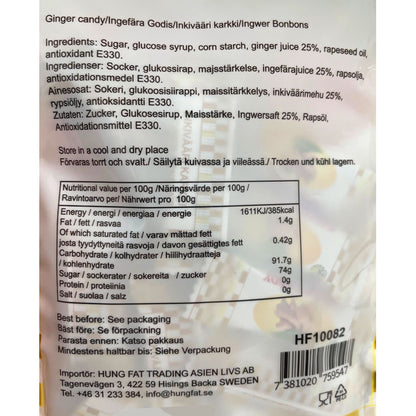 Ginger candy/Ingefära Godis/Inkivääri karkki/Ingwer Bonbons
Ingredients: Sugar, glucose syrup, corn starch, ginger juice 25%, rapeseed oil,
antioxidant E330.
Ingredienser: Socker, glukossirap, majsstärkelse, ingefärajuice 25%, rapsolja,
antioxidationsmedel E330.
Ainesosat: Sokeri, glukoosisiirappi, maissitärkkelys, inkiväärimehu 25%,
rypsiöljy, antioksidantti E330.
Zutaten: Zucker, Glukosesirup, Maisstärke, Ingwersaft 25%, Rapsöl,
Antioxidationsmittel E330.
Store in a cool and dry place
Förvaras torrt och svalt./ Säilytä kuivassa ja viileässä./ Trocken und kühl lagern.
Nutritional value per 100g /Näringsvärde per 100g /
Ravintoarvo per/ Nährwert pro 100g
Energy / energi / energiaa / energie 1611KJ/385kcal
Fat / fett / rasvaa 1.4g
Of which saturated fat / varav mättad fett
josta tyydyttyneitä rasvoja / davon gesättigtes fett 0.42g
Carbohydrate / kolhydrater / hiilihydraatteja
/ kohlenhydrate 91.7g
Sugar / sockerater / sokereita / zucker 74g
Protein / proteiinia 0g
Salt / suolaa / salz 0g
Best before: See packaging
Bäst före: Se förpackning
Parasta ennen: Katso pakkaus
Mindestens haltbar bis: Siehe Verpackung
HF10082
7 381020 759547
Importör: HUNG FAT TRADING ASIEN LIVS AB
Tagenevägen 3, 422 59 Hisings Backa SWEDEN
Tel. +46 31 233 384, info@hungfat.se